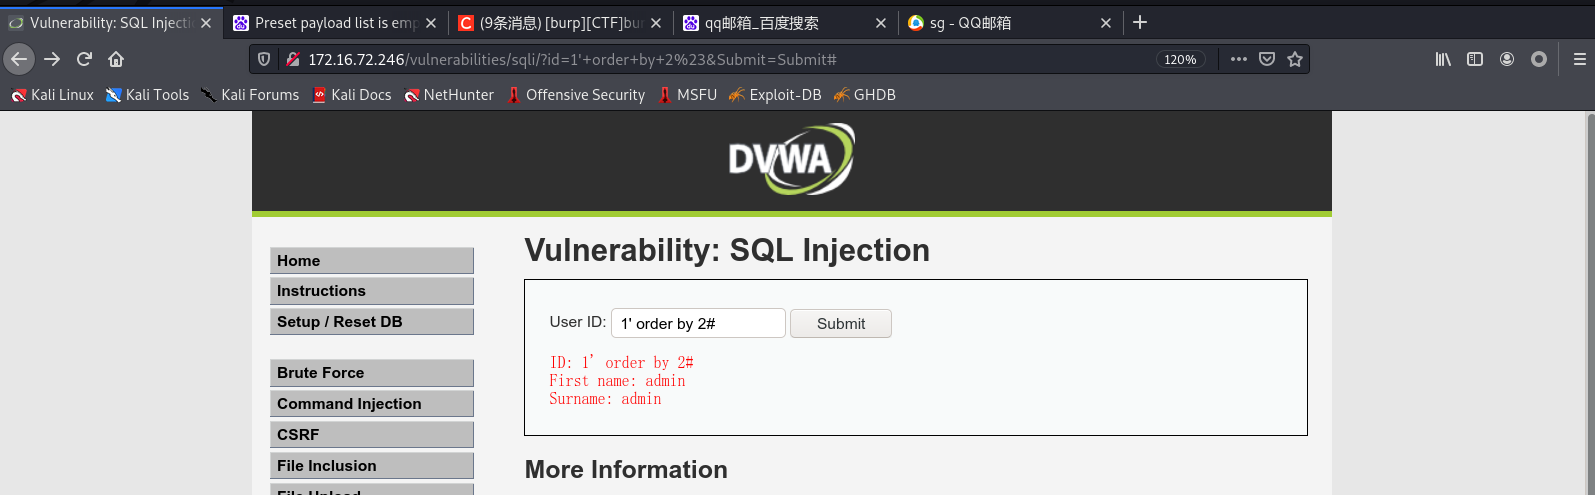 Vulnerability: SQL Injecti
Preset payload list is emp
(9条消息) [burp][CTF]bur
qq邮箱_百度搜索
sg - QQ邮箱
172.16.72.246/vulnerabilities/sqli/?id=1'+order+by+2%23&Submit=Submit#
120%
Kali Linux
Kali Tools
Kali Forums
Kali Docs
NetHunter
Offensive Security
MSFU
Exploit-DB
GHDB
DVWA
Home
Instructions
Setup / Reset DB
Brute Force
Command Injection
CSRF
File Inclusion
File Upload
Vulnerability: SQL Injection
User ID: 1' order by 2# Submit
ID: 1' order by 2#
First name: admin
Surname: admin
More Information